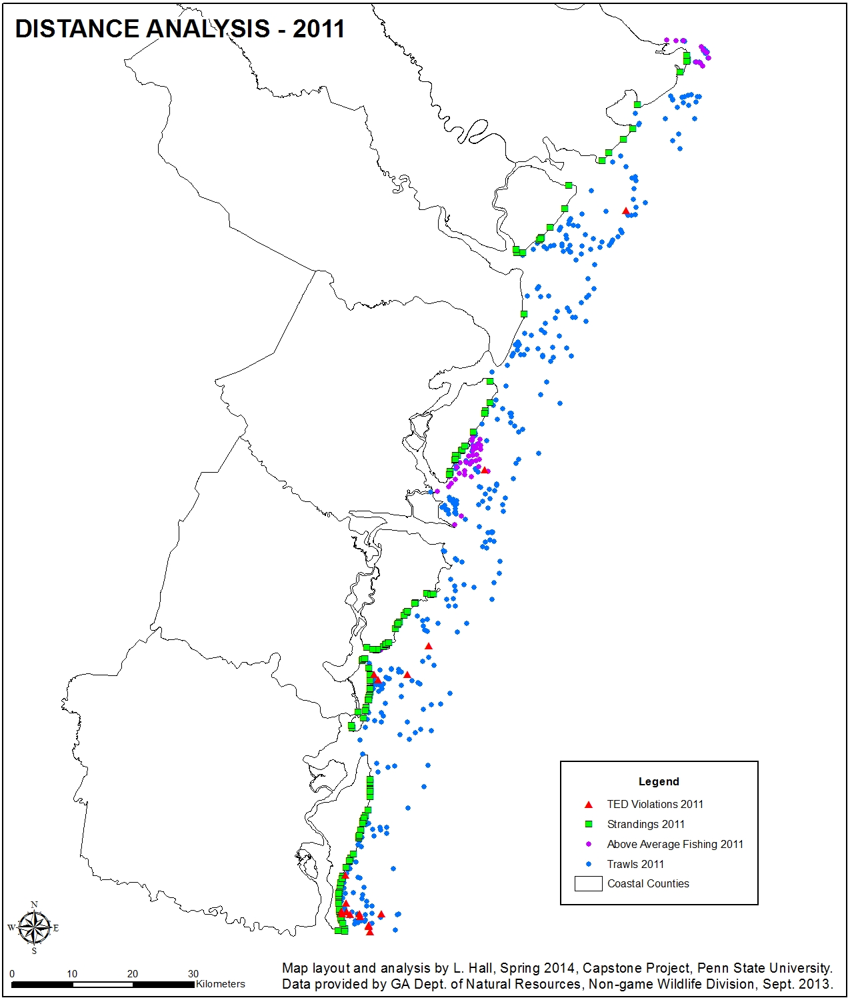 DISTANCE ANALYSIS - 2011
Legend
TED Violations 2011
Strandings 2011
Above Average Fishing 2011
Trawls 2011
Coastal Counties
N
W E
S
0 10 20 30
Kilometers
Map layout and analysis by L. Hall, Spring 2014, Capstone Project, Penn State University.
Data provided by GA Dept. of Natural Resources, Non-game Wildlife Division, Sept. 2013.